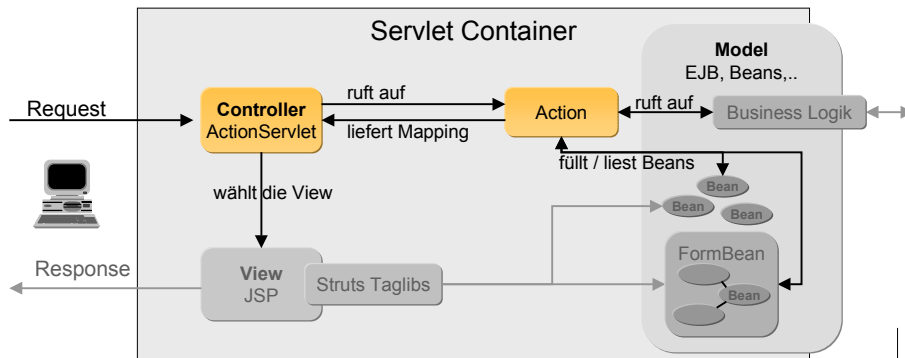 Servlet Container
Model
EJB, Beans,..
Request
Controller
ActionServlet
ruft auf
liefert Mapping
Action
ruft auf
Business Logik
füllt / liest Beans
wählt die View
Bean
Bean
Bean
Response
View
JSP
Struts Taglibs
FormBean
Bean